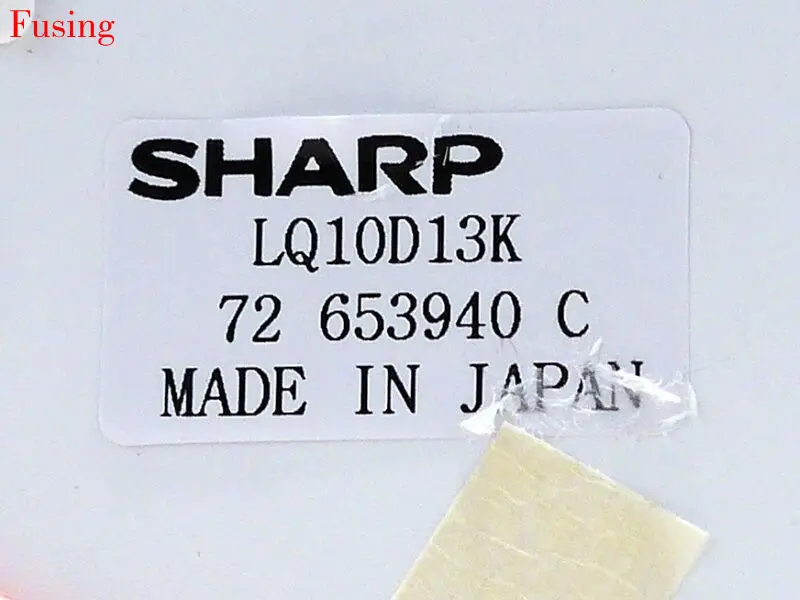 Fusing
SHARP
LQ10D13K
72 653940 C
MADE IN JAPAN